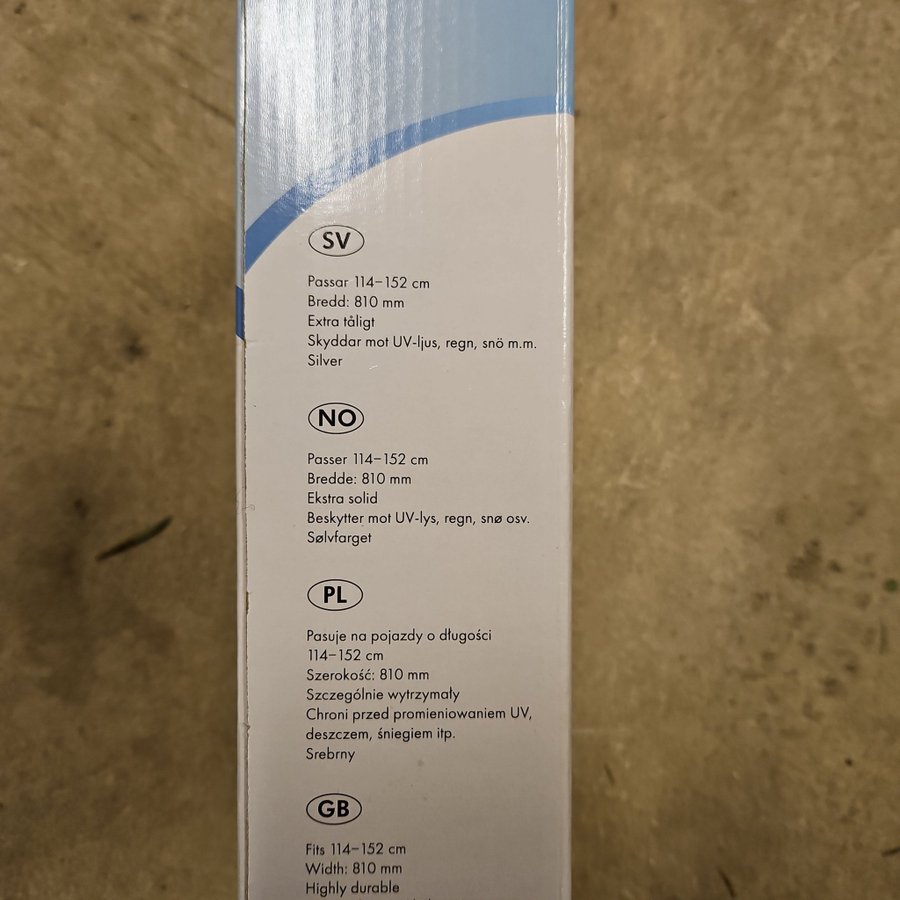 SV
Passar 114–152 cm
Bredd: 810 mm
Extra tåligt
Skyddar mot UV-ljus, regn, snö m.m.
Silver
NO
Passer 114–152 cm
Bredde: 810 mm
Ekstra solid
Beskytter mot UV-lys, regn, snø osv.
Sølvfarget
PL
Pasuje na pojazdy o długości
114–152 cm
Szerokość: 810 mm
Szczególnie wytrzymały
Chroni przed promieniowaniem UV,
deszczem, śniegiem itp.
Srebrny
GB
Fits 114–152 cm
Width: 810 mm
Highly durable